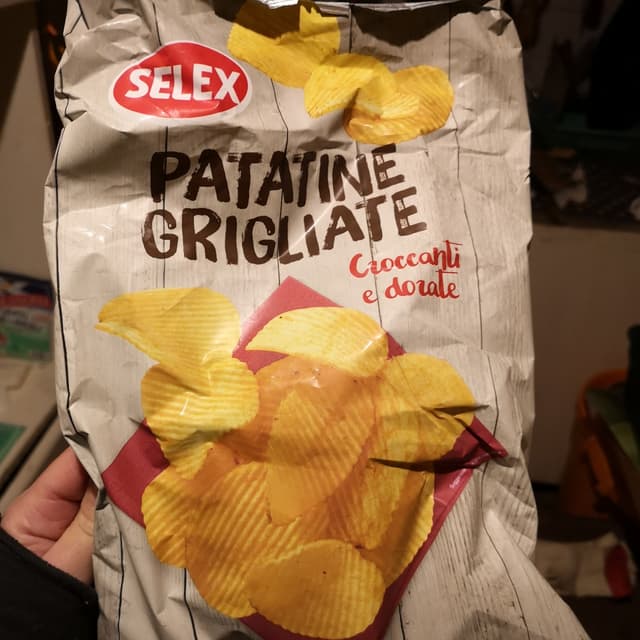 SELEX
PATATINE
GRIGLIATE
Croccanti
e dorate